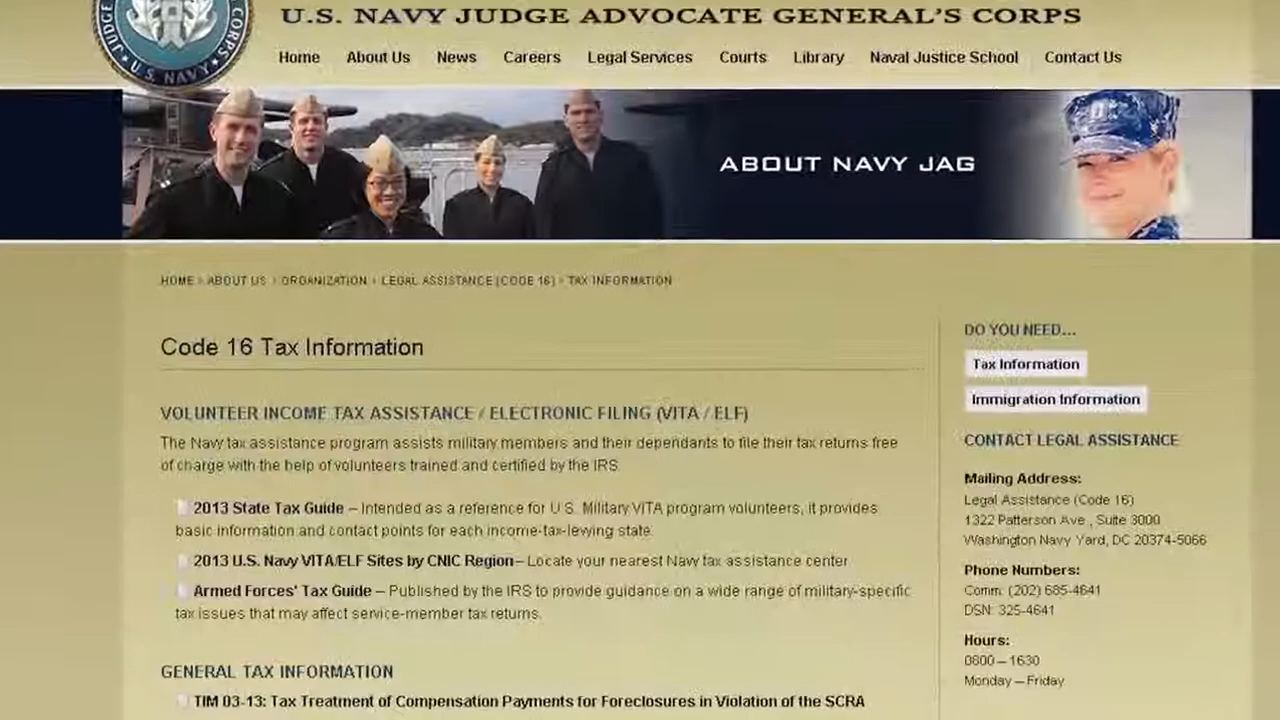 U.S. NAVY JUDGE ADVOCATE GENERAL'S CORPS
JUDGE
CORPS
U.S. NAVY
Home About Us News Careers Legal Services Courts Library Naval Justice School Contact Us
ABOUT NAVY JAG
HOME › ABOUT US › ORGANIZATION › LEGAL ASSISTANCE (CODE 16) › TAX INFORMATION
Code 16 Tax Information
VOLUNTEER INCOME TAX ASSISTANCE / ELECTRONIC FILING (VITA / ELF)
The Navy tax assistance program assists military members and their dependants to file their tax returns free
of charge with the help of volunteers trained and certified by the IRS.
2013 State Tax Guide – Intended as a reference for U.S. Military VITA program volunteers, it provides
basic information and contact points for each income-tax-levying state.
2013 U.S. Navy VITA/ELF Sites by CNIC Region– Locate your nearest Navy tax assistance center.
Armed Forces' Tax Guide – Published by the IRS to provide guidance on a wide range of military-specific
tax issues that may affect service-member tax returns.
GENERAL TAX INFORMATION
TIM 03-13: Tax Treatment of Compensation Payments for Foreclosures in Violation of the SCRA
DO YOU NEED...
Tax Information
Immigration Information
CONTACT LEGAL ASSISTANCE
Mailing Address:
Legal Assistance (Code 16)
1322 Patterson Ave., Suite 3000
Washington Navy Yard, DC 20374-5066
Phone Numbers:
Comm: (202) 685-4641
DSN: 325-4641
Hours:
0800 – 1630
Monday – Friday